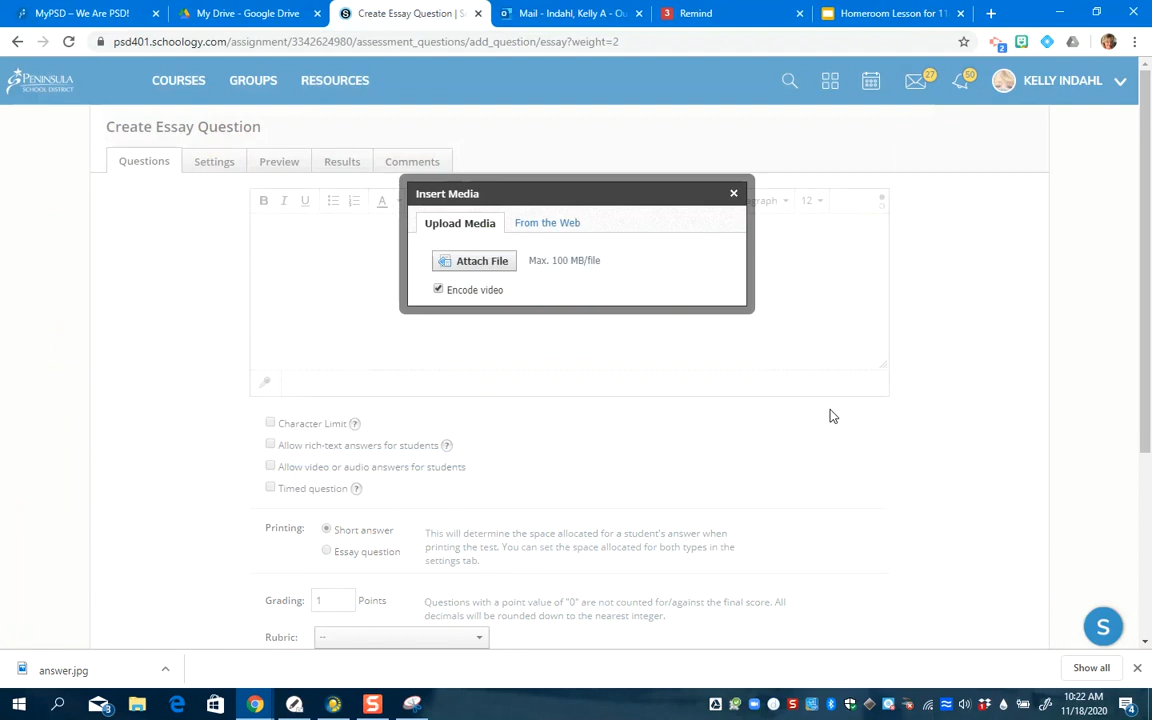 MyPSD – We Are PSD!
My Drive - Google Drive
Create Essay Question | S
Mail - Indahl, Kelly A - Ou
3
Remind
Homeroom Lesson for 11
psd401.schoology.com/assignment/3342624980/assessment_questions/add_question/essay?weight=2
2
PENINSULA
SCHOOL DISTRICT
COURSES
GROUPS
RESOURCES
27
50
KELLY INDAHL
Create Essay Question
Questions
Settings
Preview
Results
Comments
B I U
A
agraph
12
Insert Media
Upload Media
From the Web
Attach File
Max. 100 MB/file
Encode video
Character Limit ?
Allow rich-text answers for students ?
Allow video or audio answers for students
Timed question ?
Printing:
Short answer
Essay question
This will determine the space allocated for a student's answer when
printing the test. You can set the space allocated for both types in the
settings tab.
Grading:
1
Points
Questions with a point value of "0" are not counted for/against the final score. All
decimals will be rounded down to the nearest integer.
Rubric:
--
S
answer.jpg
Show all
3
10:22 AM
11/18/2020
4